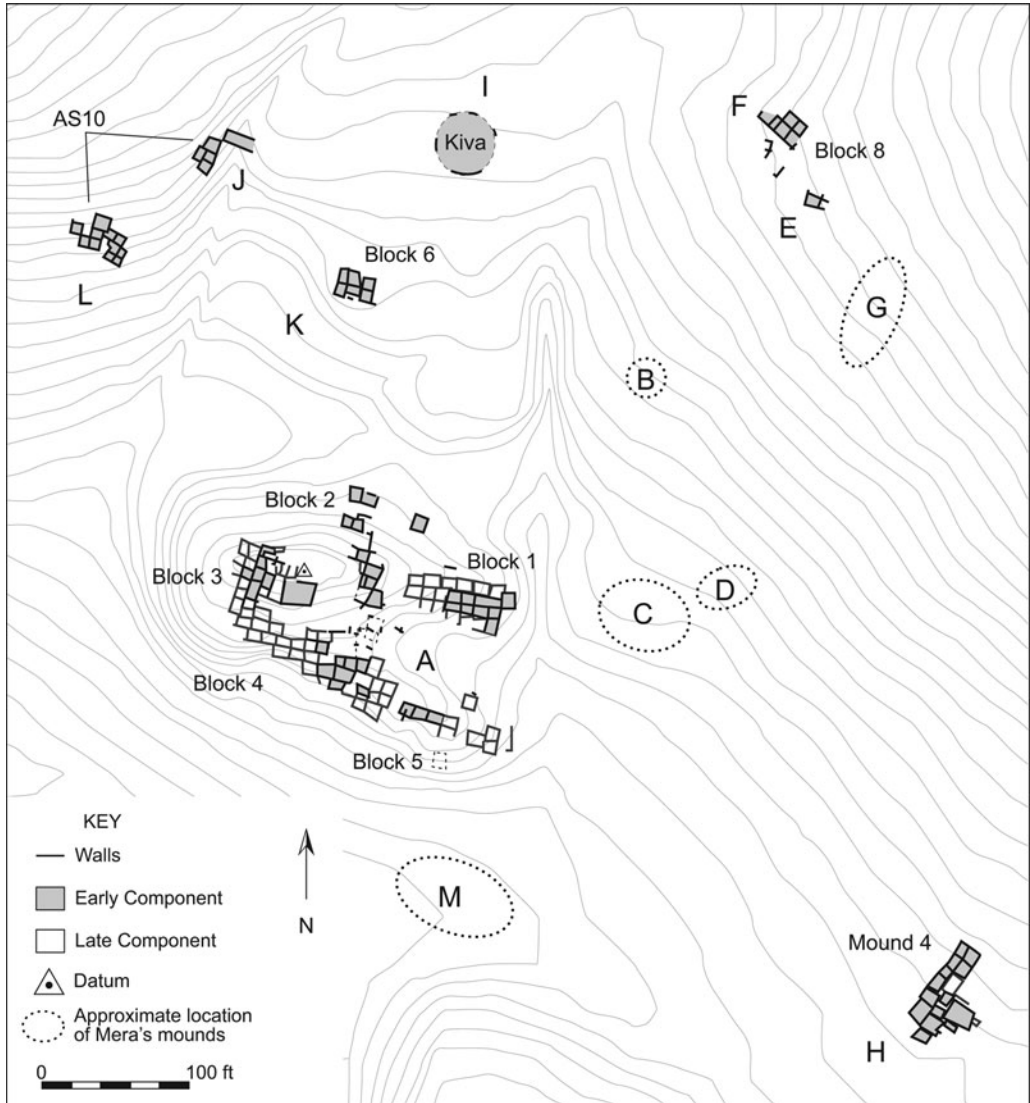 I
F
AS10
Kiva
Block 8
J
E
Block 6
L
G
K
B
Block 2
Block 1
Block 3
D
C
A
Block 4
Block 5
KEY
Walls
M
Early Component
N
Late Component
Mound 4
Datum
Approximate location
of Mera's mounds
H
0 100 ft